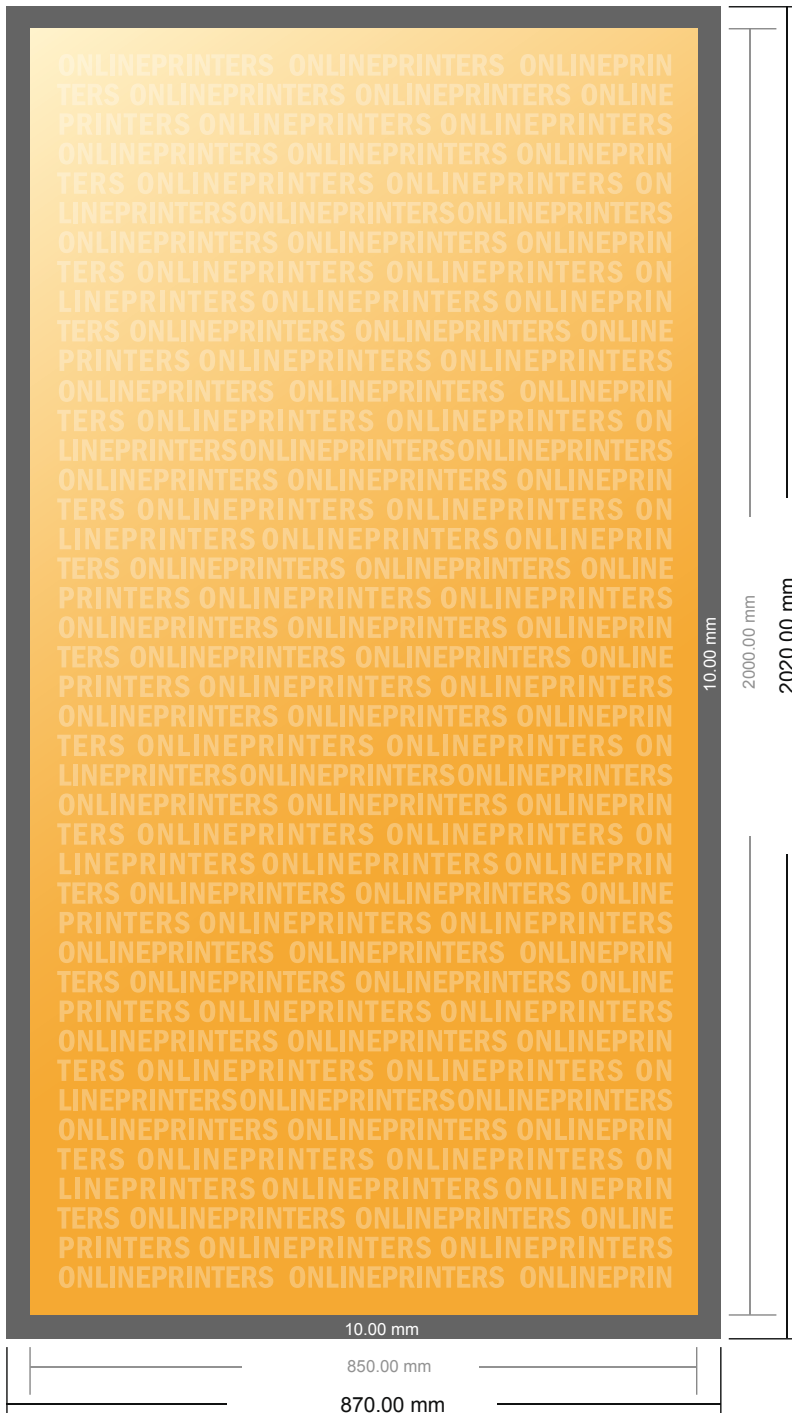 ONLINEPRINTERS ONLINEPRINTERS ONLINEPRIN
TERS ONLINEPRINTERS ONLINEPRINTERS ONLINE
PRINTERS ONLINEPRINTERS ONLINEPRINTERS
ONLINEPRINTERS ONLINEPRINTERS ONLINEPRIN
TERS ONLINEPRINTERS ONLINEPRINTERS ON
LINEPRINTERSONLINEPRINTERSONLINEPRINTERS
ONLINEPRINTERS ONLINEPRINTERS ONLINEPRIN
TERS ONLINEPRINTERS ONLINEPRINTERS ON
LINEPRINTERS ONLINEPRINTERS ONLINEPRIN
TERS ONLINEPRINTERS ONLINEPRINTERS ONLINE
PRINTERS ONLINEPRINTERS ONLINEPRINTERS
ONLINEPRINTERS ONLINEPRINTERS ONLINEPRIN
TERS ONLINEPRINTERS ONLINEPRINTERS ON
LINEPRINTERSONLINEPRINTERSONLINEPRINTERS
ONLINEPRINTERS ONLINEPRINTERS ONLINEPRIN
TERS ONLINEPRINTERS ONLINEPRINTERS ON
LINEPRINTERS ONLINEPRINTERS ONLINEPRIN
TERS ONLINEPRINTERS ONLINEPRINTERS ONLINE
PRINTERS ONLINEPRINTERS ONLINEPRINTERS
ONLINEPRINTERS ONLINEPRINTERS ONLINEPRIN
TERS ONLINEPRINTERS ONLINEPRINTERS ONLINE
PRINTERS ONLINEPRINTERS ONLINEPRINTERS
ONLINEPRINTERS ONLINEPRINTERS ONLINEPRIN
TERS ONLINEPRINTERS ONLINEPRINTERS ON
LINEPRINTERSONLINEPRINTERSONLINEPRINTERS
ONLINEPRINTERS ONLINEPRINTERS ONLINEPRIN
TERS ONLINEPRINTERS ONLINEPRINTERS ON
LINEPRINTERS ONLINEPRINTERS ONLINEPRIN
TERS ONLINEPRINTERS ONLINEPRINTERS ONLINE
PRINTERS ONLINEPRINTERS ONLINEPRINTERS
ONLINEPRINTERS ONLINEPRINTERS ONLINEPRIN
TERS ONLINEPRINTERS ONLINEPRINTERS ONLINE
PRINTERS ONLINEPRINTERS ONLINEPRINTERS
ONLINEPRINTERS ONLINEPRINTERS ONLINEPRIN
TERS ONLINEPRINTERS ONLINEPRINTERS ON
LINEPRINTERSONLINEPRINTERSONLINEPRINTERS
ONLINEPRINTERS ONLINEPRINTERS ONLINEPRIN
TERS ONLINEPRINTERS ONLINEPRINTERS ON
LINEPRINTERS ONLINEPRINTERS ONLINEPRIN
TERS ONLINEPRINTERS ONLINEPRINTERS ONLINE
PRINTERS ONLINEPRINTERS ONLINEPRINTERS
ONLINEPRINTERS ONLINEPRINTERS ONLINEPRIN
10.00 mm
2000.00 mm
2020.00 mm
10.00 mm
850.00 mm
870.00 mm